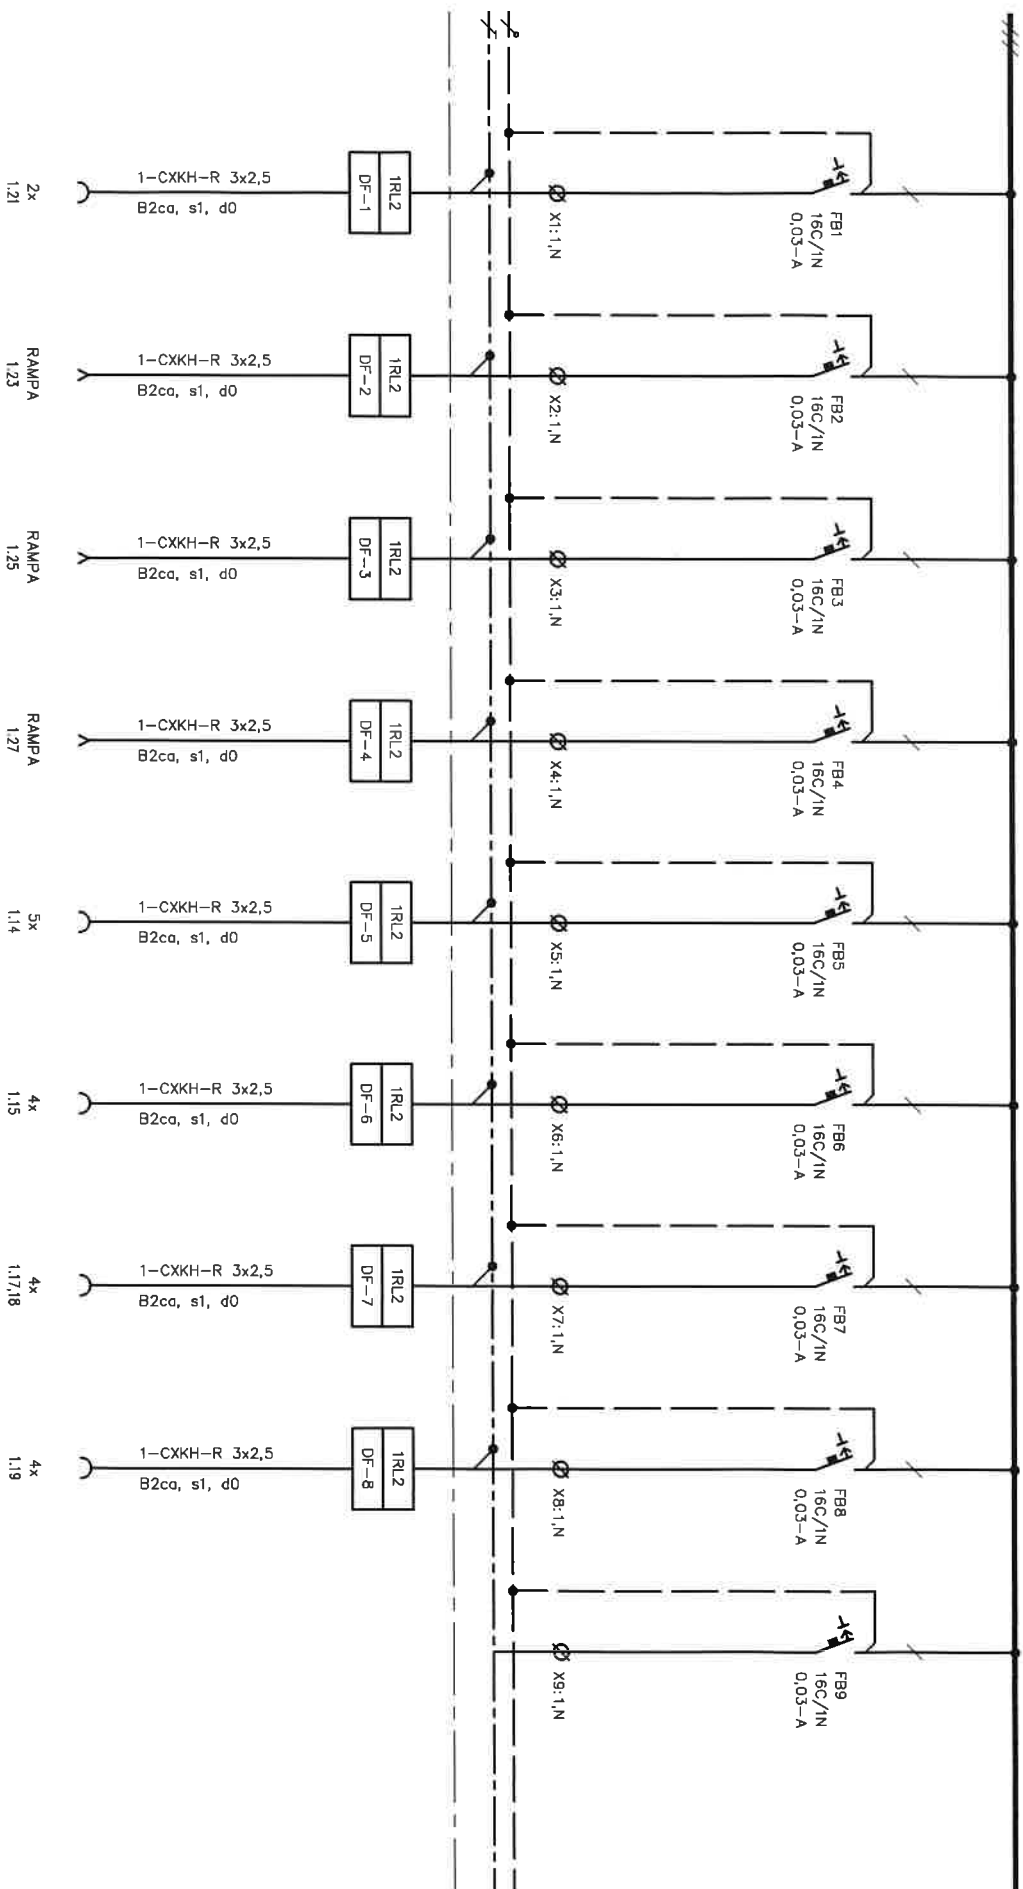 FB1
16C/1N
0,03-A
X1:1,N
1RL2
DF-1
1-CXKH-R 3x2,5
B2ca, s1, d0
2x
1.21
FB2
16C/1N
0,03-A
X2:1,N
1RL2
DF-2
1-CXKH-R 3x2,5
B2ca, s1, d0
RAMPA
1.23
FB3
16C/1N
0,03-A
X3:1,N
1RL2
DF-3
1-CXKH-R 3x2,5
B2ca, s1, d0
RAMPA
1.25
FB4
16C/1N
0,03-A
X4:1,N
1RL2
DF-4
1-CXKH-R 3x2,5
B2ca, s1, d0
RAMPA
1.27
FB5
16C/1N
0,03-A
X5:1,N
1RL2
DF-5
1-CXKH-R 3x2,5
B2ca, s1, d0
5x
1.14
FB6
16C/1N
0,03-A
X6:1,N
1RL2
DF-6
1-CXKH-R 3x2,5
B2ca, s1, d0
4x
1.15
FB7
16C/1N
0,03-A
X7:1,N
1RL2
DF-7
1-CXKH-R 3x2,5
B2ca, s1, d0
4x
1.17,18
FB8
16C/1N
0,03-A
X8:1,N
1RL2
DF-8
1-CXKH-R 3x2,5
B2ca, s1, d0
4x
1.19
FB9
16C/1N
0,03-A
X9:1,N